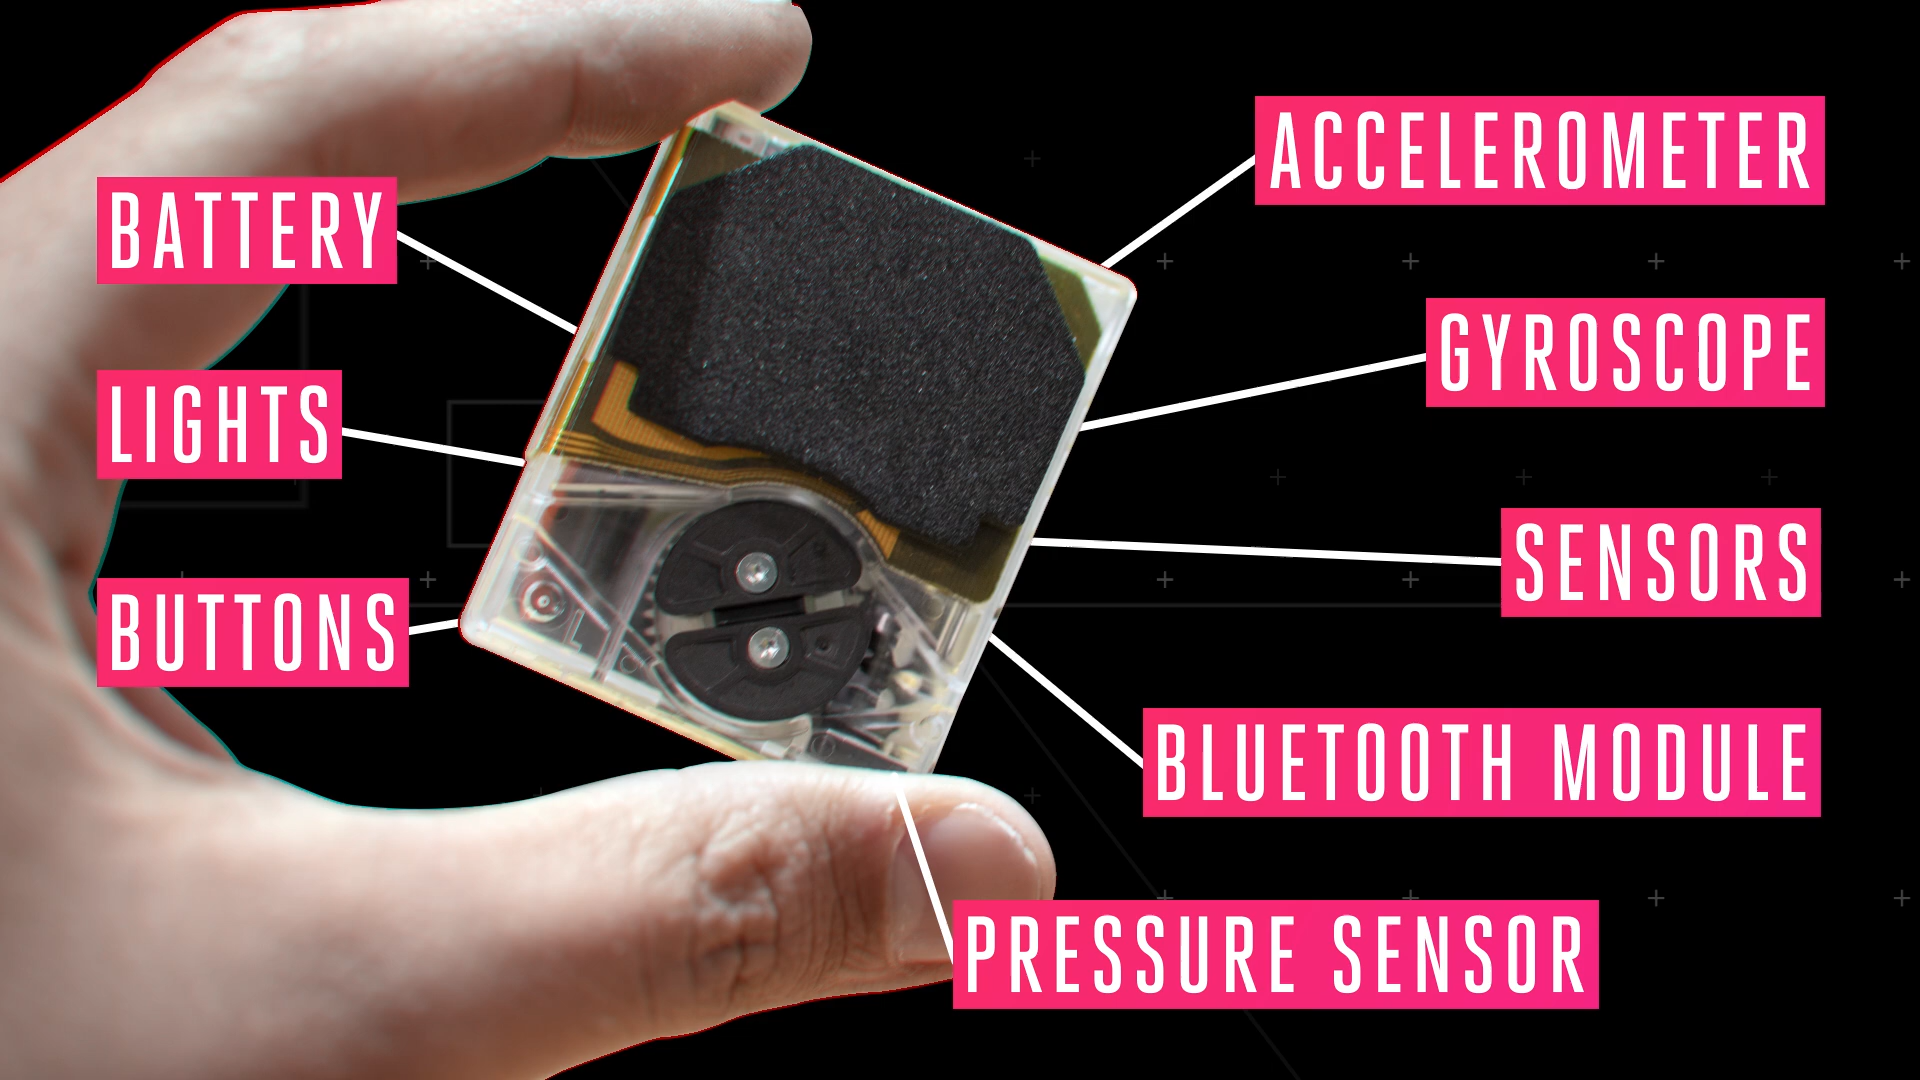 BATTERY
LIGHTS
BUTTONS
ACCELEROMETER
GYROSCOPE
SENSORS
BLUETOOTH MODULE
PRESSURE SENSOR